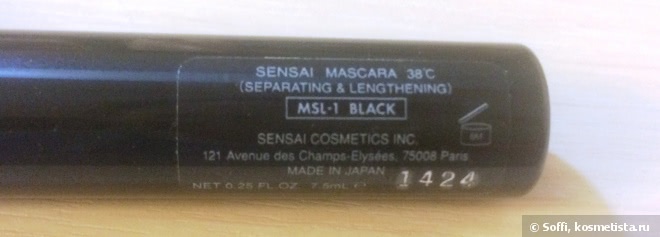 SENSAI MASCARA 38°C
(SEPARATING & LENGTHENING)
MSL-1 BLACK
6M
SENSAI COSMETICS INC.
121 Avenue des Champs-Elysées, 75008 Paris
MADE IN JAPAN
NET 0.25 FL.OZ. 7.5mL ℮
1424
© Soffi, kosmetista.ru